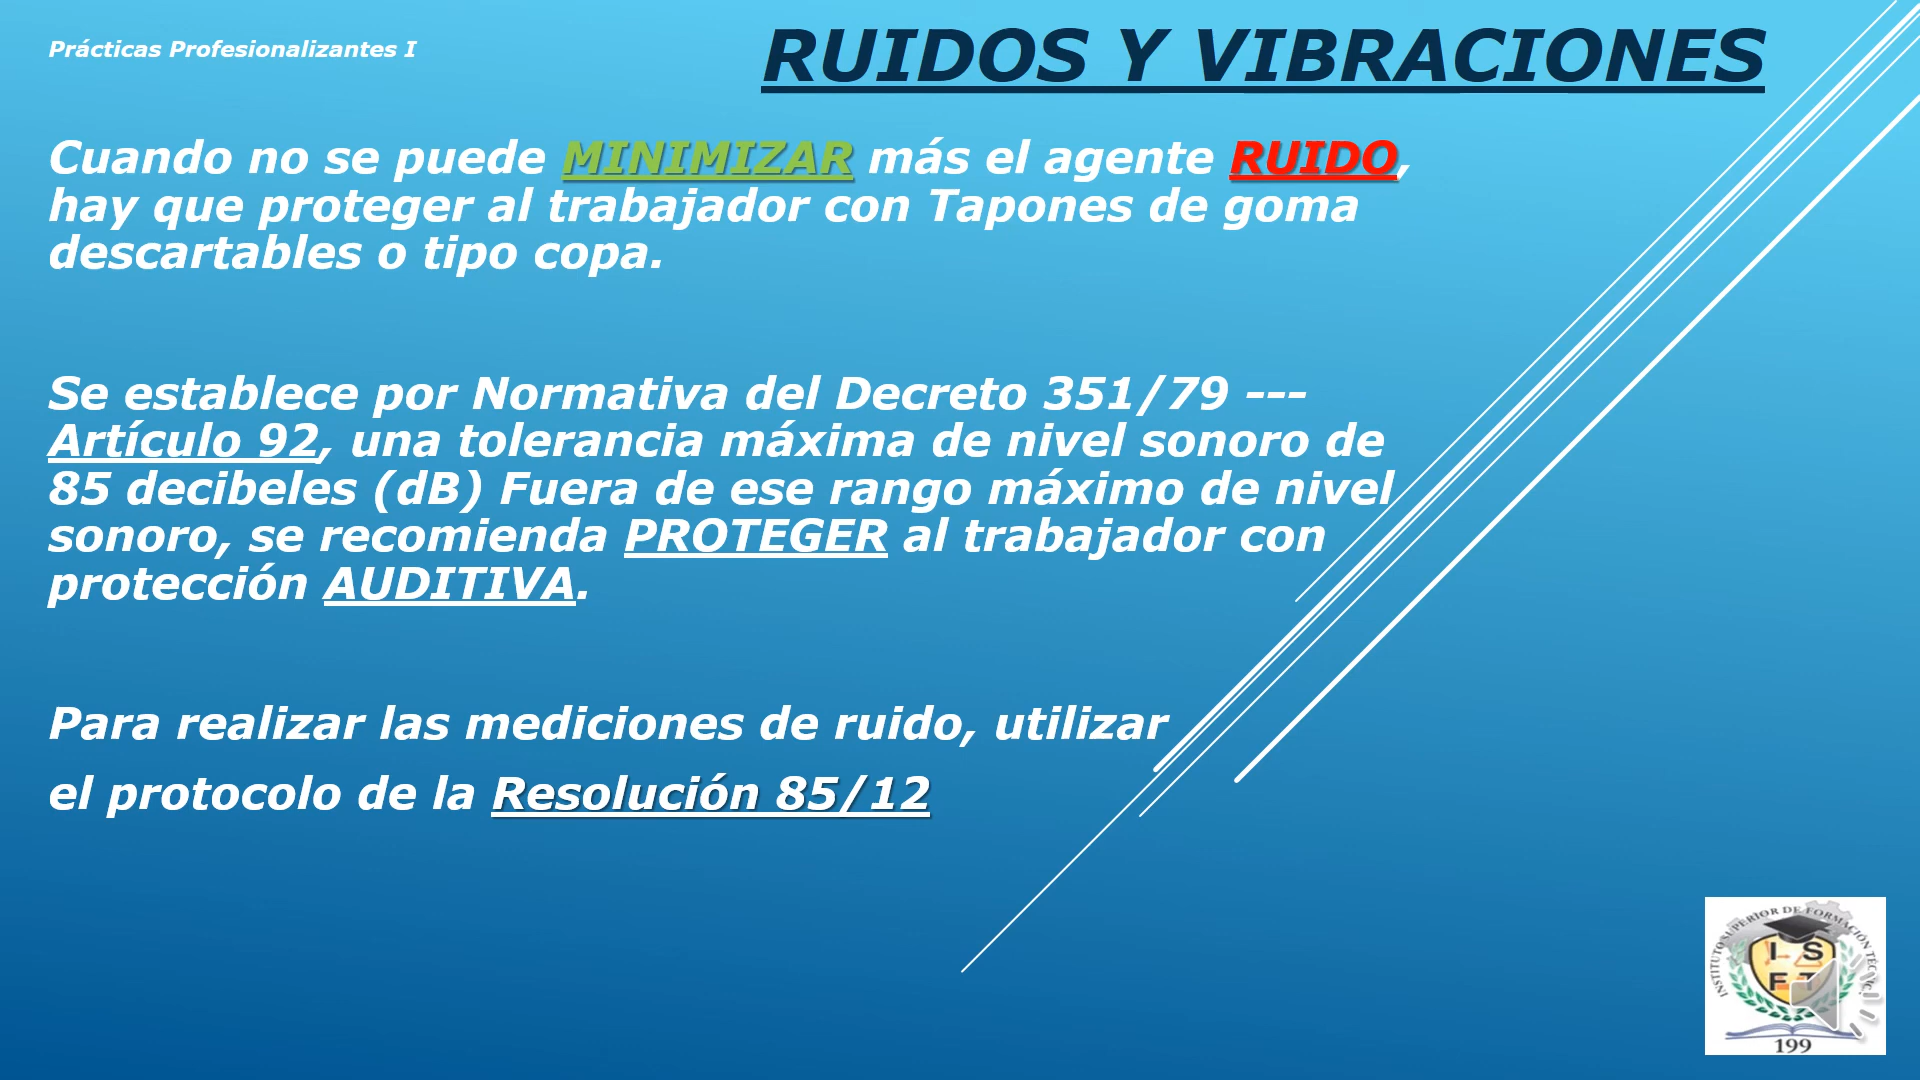 Prácticas Profesionalizantes I
RUIDOS Y VIBRACIONES
Cuando no se puede MINIMIZAR más el agente RUIDO,
hay que proteger al trabajador con Tapones de goma
descartables o tipo copa.
Se establece por Normativa del Decreto 351/79 ---
Artículo 92, una tolerancia máxima de nivel sonoro de
85 decibeles (dB) Fuera de ese rango máximo de nivel
sonoro, se recomienda PROTEGER al trabajador con
protección AUDITIVA.
Para realizar las mediciones de ruido, utilizar
el protocolo de la Resolución 85/12
INSTITUTO SUPERIOR DE FORMACIÓN
I S
F T
199